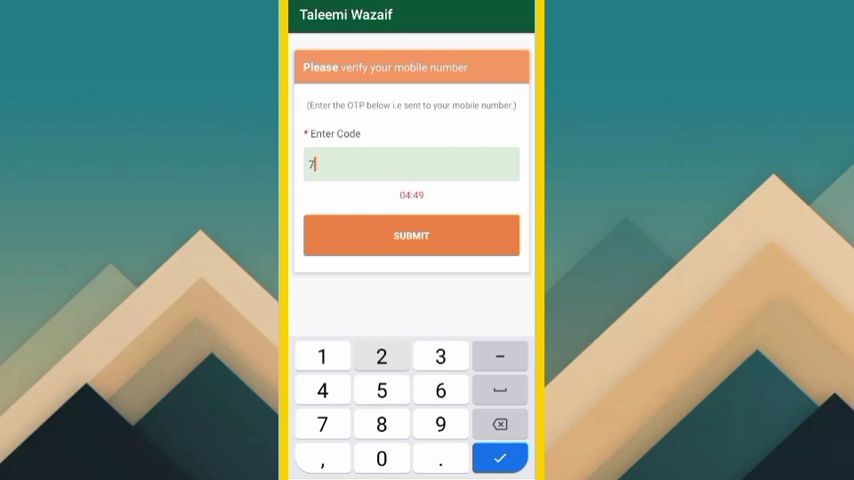 Taleemi Wazaif
Please verify your mobile number
(Enter the OTP below i.e sent to your mobile number.)
* Enter Code
7
04:49
SUBMIT
1 2 3 -
4 5 6
7 8 9
, 0 .